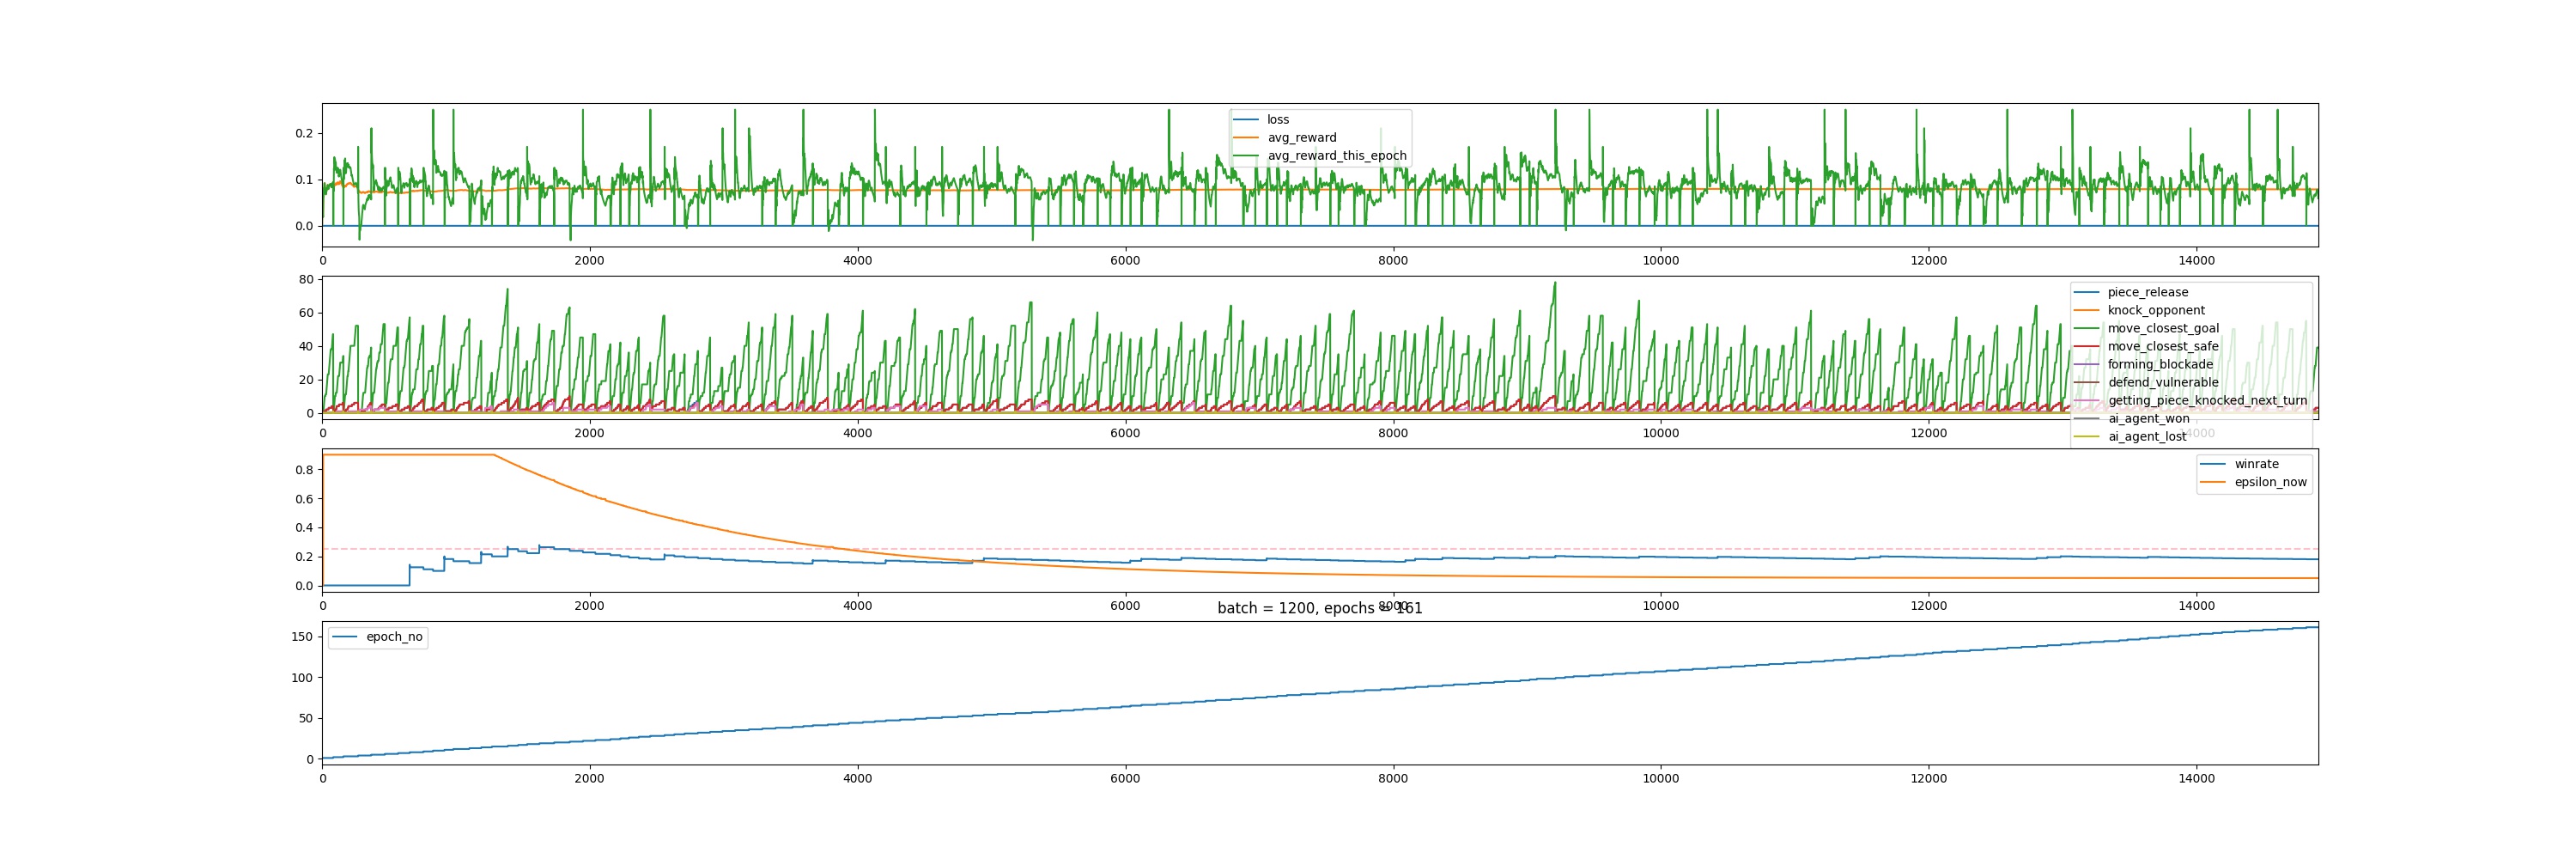 0.2
0.1
0.0
loss
avg_reward
avg_reward_this_epoch
0 2000 4000 6000 8000 10000 12000 14000
80
60
40
20
0
piece_release
knock_opponent
move_closest_goal
move_closest_safe
forming_blockade
defend_vulnerable
getting_piece_knocked_next_turn
ai_agent_won
ai_agent_lost
0 2000 4000 6000 8000 10000 12000 14000
0.8
0.6
0.4
0.2
0.0
winrate
epsilon_now
0 2000 4000 6000 8000 10000 12000 14000
batch = 1200, epochs = 161
150
100
50
0
epoch_no
0 2000 4000 6000 8000 10000 12000 14000